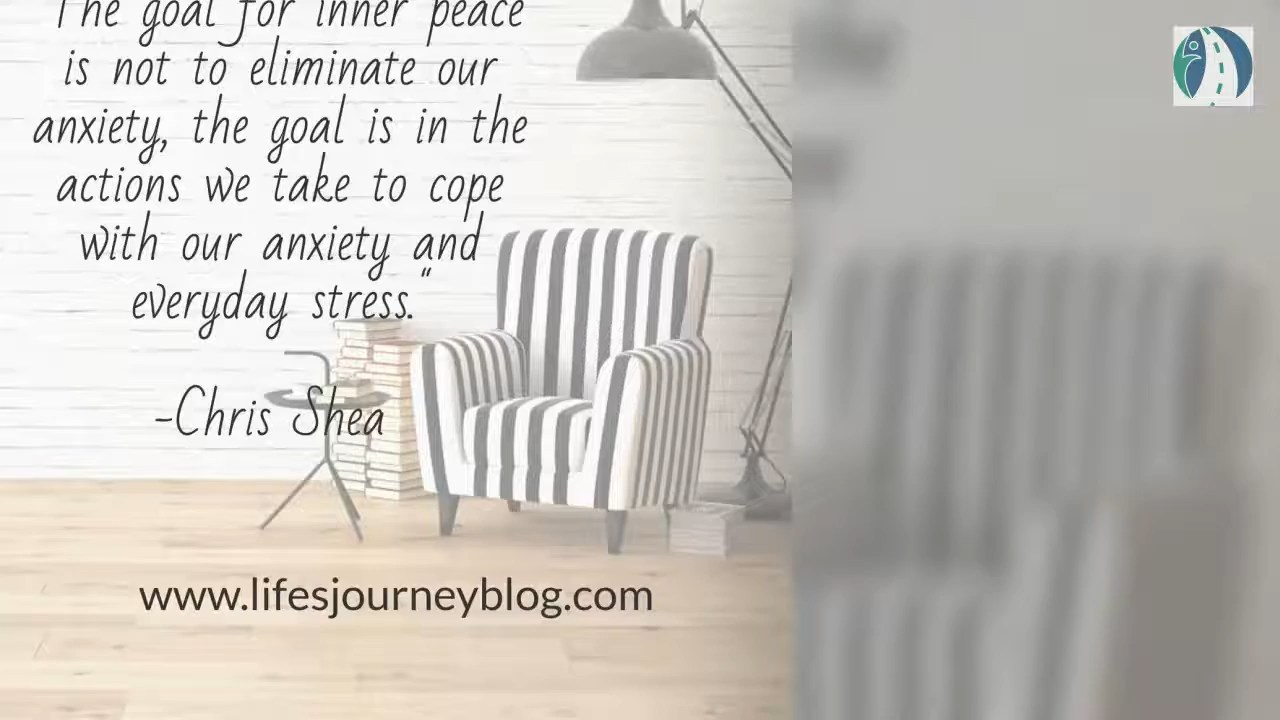 "The goal for inner peace
is not to eliminate our
anxiety, the goal is in the
actions we take to cope
with our anxiety and
everyday stress."
-Chris Shea
www.lifesjourneyblog.com